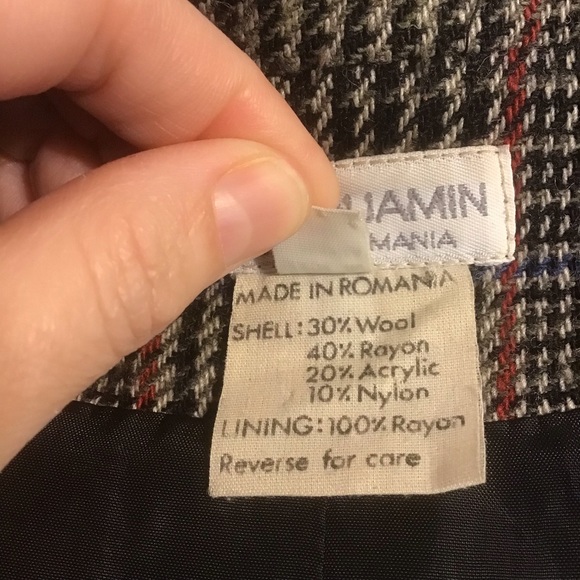 JAMIN
MANIA
MADE IN ROMANIA
SHELL: 30% Wool
40% Rayon
20% Acrylic
10% Nylon
LINING: 100% Rayon
Reverse for care